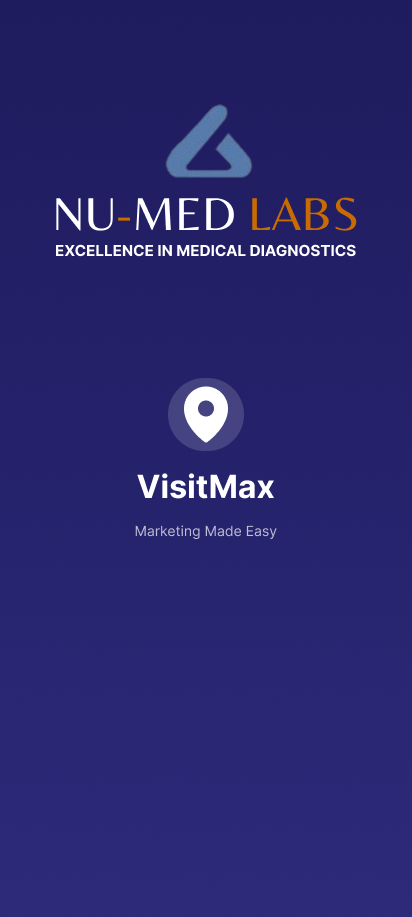 NU-MED LABS
EXCELLENCE IN MEDICAL DIAGNOSTICS
VisitMax
Marketing Made Easy